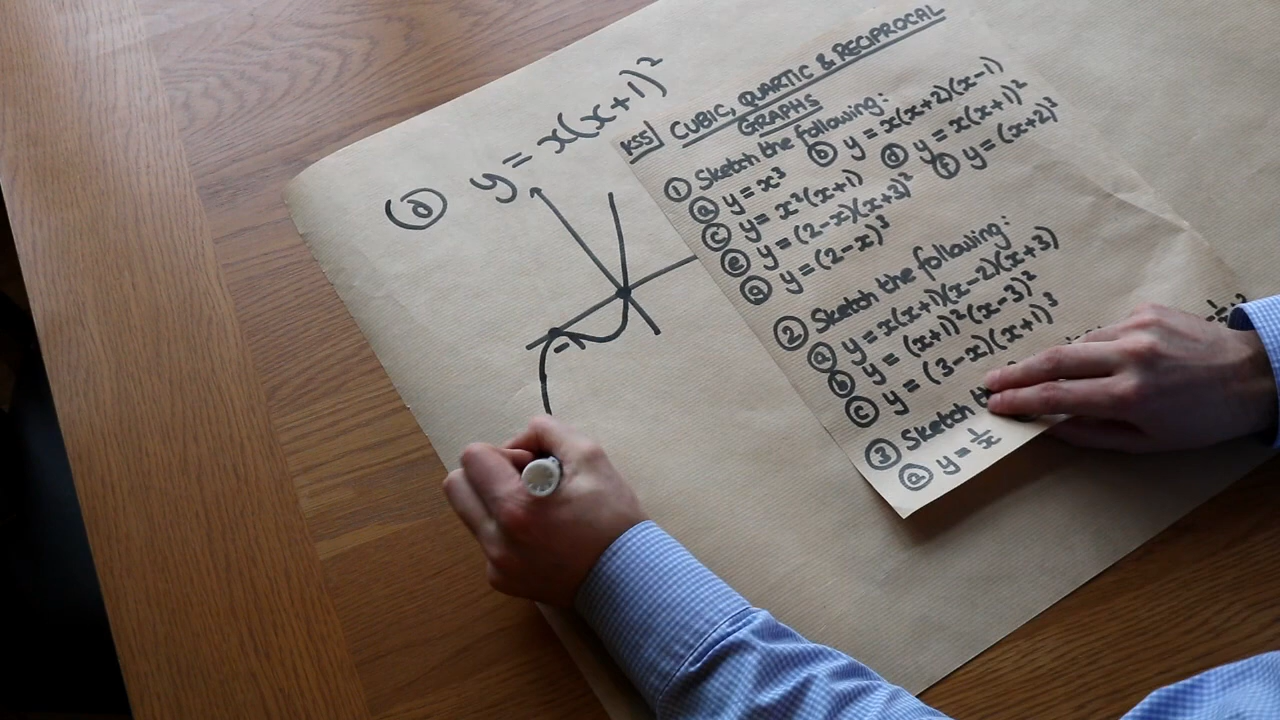 ⓓ y = x(x+1)²
-1
KS5 CUBIC, QUARTIC & RECIPROCAL
GRAPHS
① Sketch the following:
ⓐ y = x³ ⓑ y = x(x+2)(x-1)
ⓒ y = x²(x+1) ⓓ y = x(x+1)²
ⓔ y = (2-x)(x+3)² ⓕ y = (x+2)³
ⓖ y = (2-x)³
② Sketch the following:
ⓐ y = x(x+1)(x-2)(x+3)
ⓑ y = (x+1)²(x-3)²
ⓒ y = (3-x)(x+1)³
③ Sketch
ⓐ y = 1/x